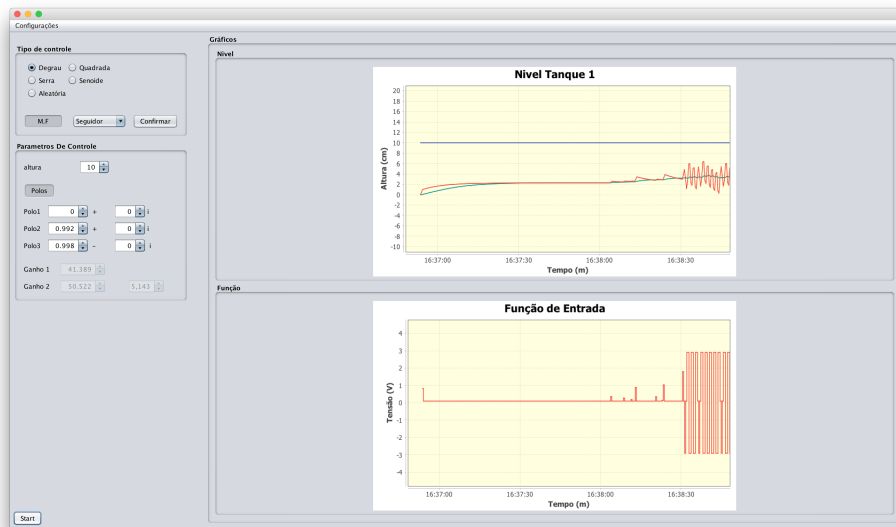 Configurações
Tipo de controle
Degrau Quadrada
Serra Senoide
Aleatória
M.F Seguidor Confirmar
Parametros De Controle
altura 10
Polos
Polo1 0 + 0 i
Polo2 0.992 + 0 i
Polo3 0.998 − 0 i
Ganho 1 41.389
Ganho 2 50.522 5,143
Start
Gráficos
Nivel
Nivel Tanque 1
Altura (cm)
20
18
16
14
12
10
8
6
4
2
0
-2
-4
-6
-8
-10
16:37:00 16:37:30 16:38:00 16:38:30
Tempo (m)
Função
Função de Entrada
Tensão (V)
4
3
2
1
0
-1
-2
-3
-4
16:37:00 16:37:30 16:38:00 16:38:30
Tempo (m)